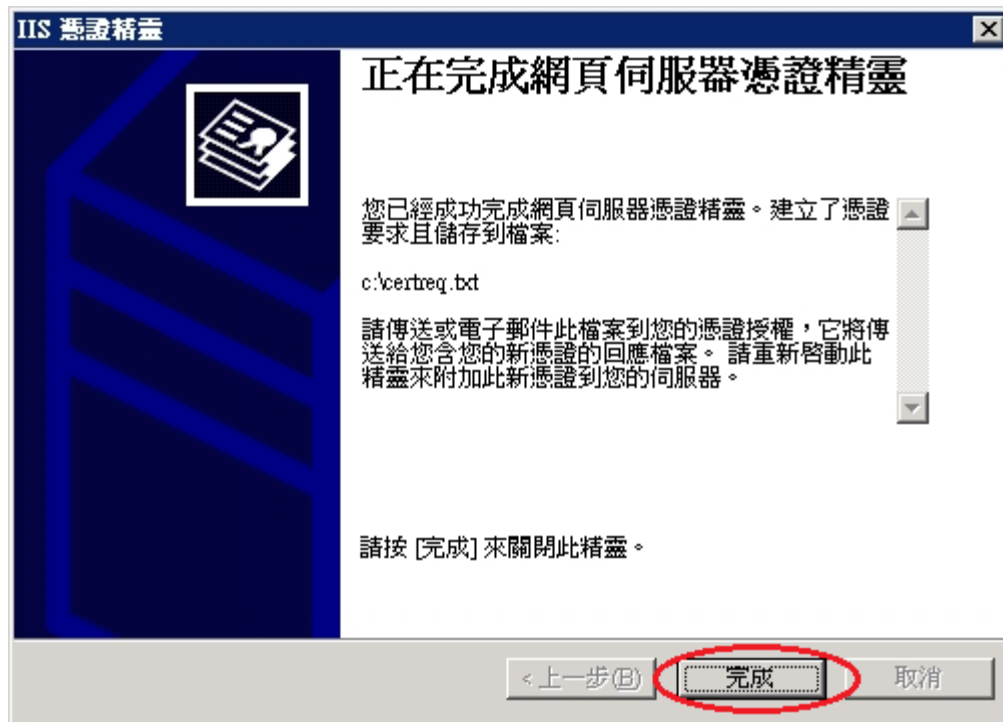 IIS 憑證精靈
正在完成網頁伺服器憑證精靈
您已經成功完成網頁伺服器憑證精靈。建立了憑證
要求且儲存到檔案:
c:\certreq.txt
請傳送或電子郵件此檔案到您的憑證授權，它將傳
送給您含您的新憑證的回應檔案。 請重新啓動此
精靈來附加此新憑證到您的伺服器。
請按 [完成] 來關閉此精靈。
< 上一步(B)
完成
取消